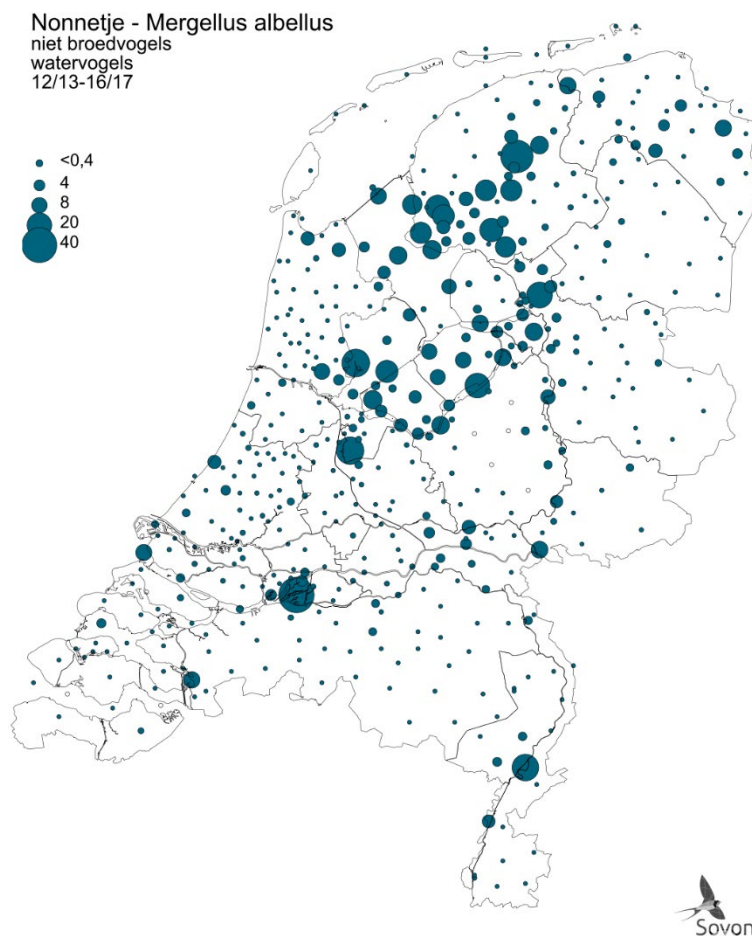 Nonnetje - Mergellus albellus
niet broedvogels
watervogels
12/13-16/17
<0,4
4
8
20
40
Sovon